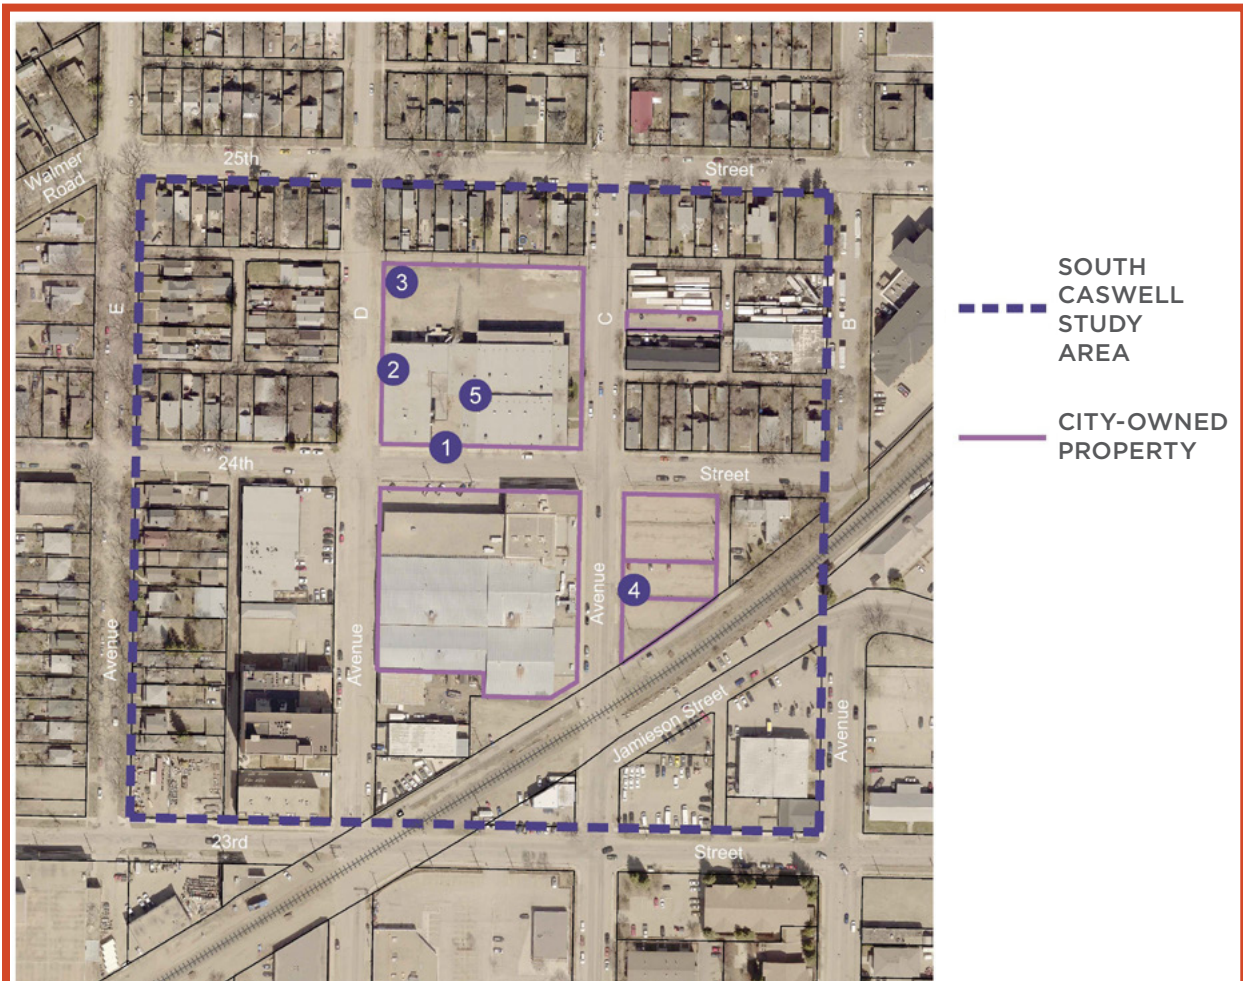 25th
Street
Walmer
Road
3
E
D
C
B
2
5
1
24th
Street
4
Avenue
Avenue
Avenue
Avenue
Jamieson Street
23rd
Street
SOUTH
CASWELL
STUDY
AREA
CITY-OWNED
PROPERTY